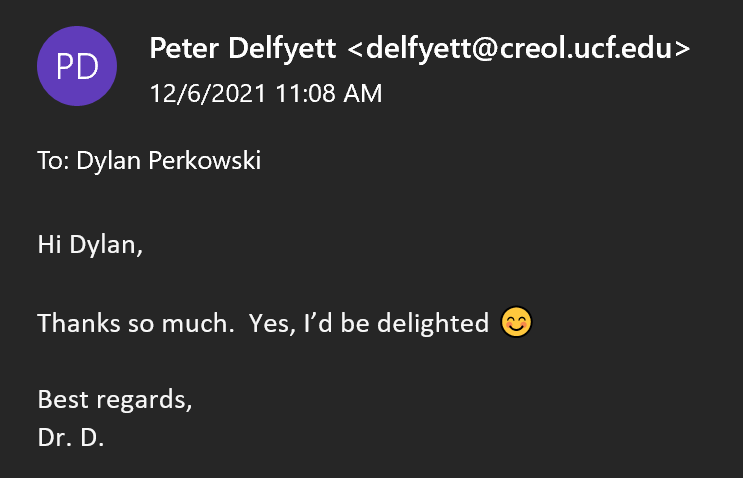 PD
Peter Delfyett <delfyett@creol.ucf.edu>
12/6/2021 11:08 AM
To: Dylan Perkowski
Hi Dylan,
Thanks so much.  Yes, I’d be delighted 😊
Best regards,
Dr. D.